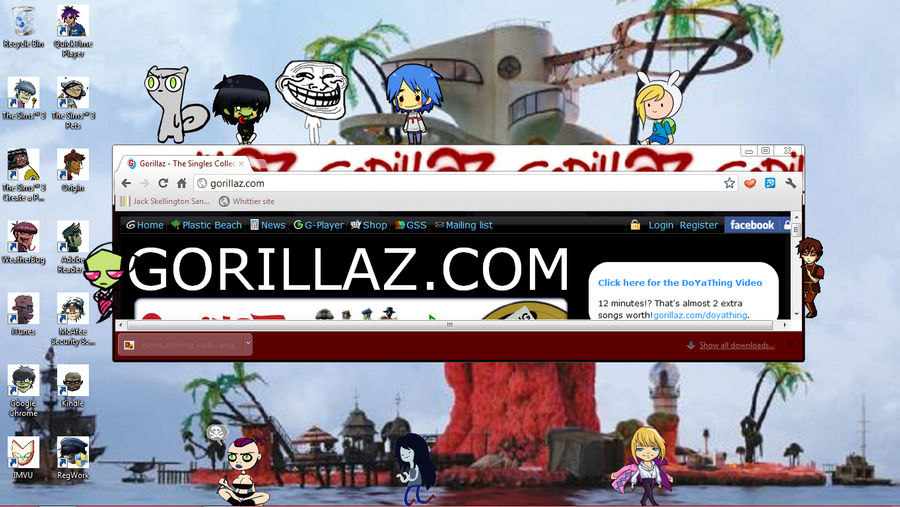 Recycle Bin
QuickTime
Player
The Sims™ 3
The Sims™ 3
Pets
The Sims™ 3
Create a P...
Origin
WeatherBug
Adobe
Reader
iTunes
McAfee
Security Sc...
Google
Chrome
Kindle
IMVU
RegWork
Gorillaz - The Singles Collec
GORILLAZ
gorillaz.com
Jack Skellington San...
Whittier site
Home
Plastic Beach
News
G-Player
Shop
GSS
Mailing list
Login
Register
facebook
GORILLAZ.COM
Click here for the DoYaThing Video
12 minutes!? That's almost 2 extra
songs worth!gorillaz.com/doyathing.
howls_moving_castl....png
Show all downloads...